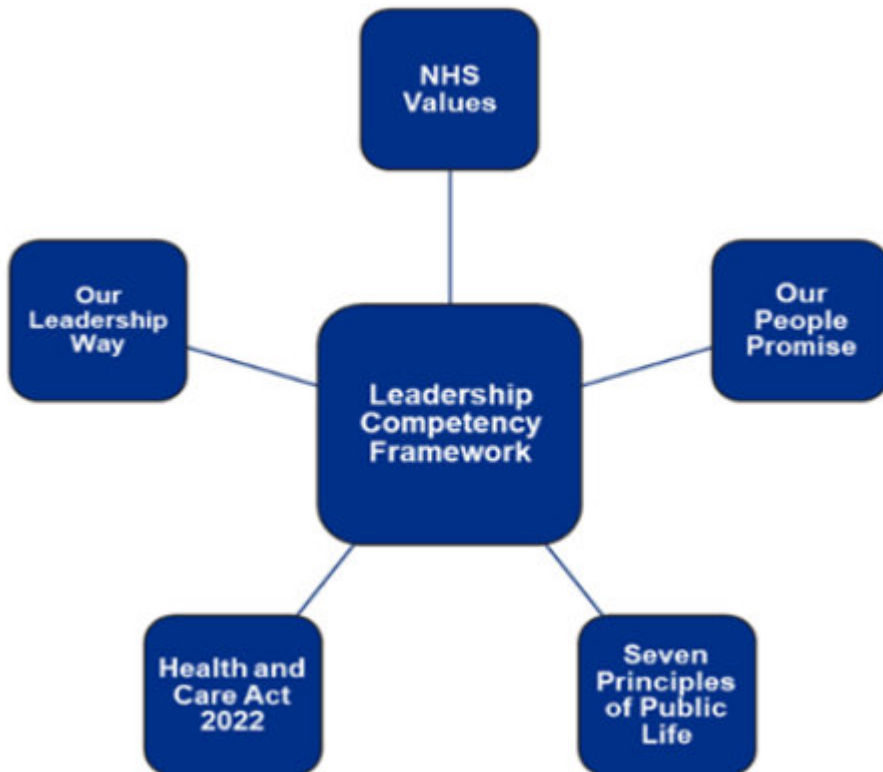 NHS
Values
Our
Leadership
Way
Our
People
Promise
Leadership
Competency
Framework
Health and
Care Act
2022
Seven
Principles
of Public
Life